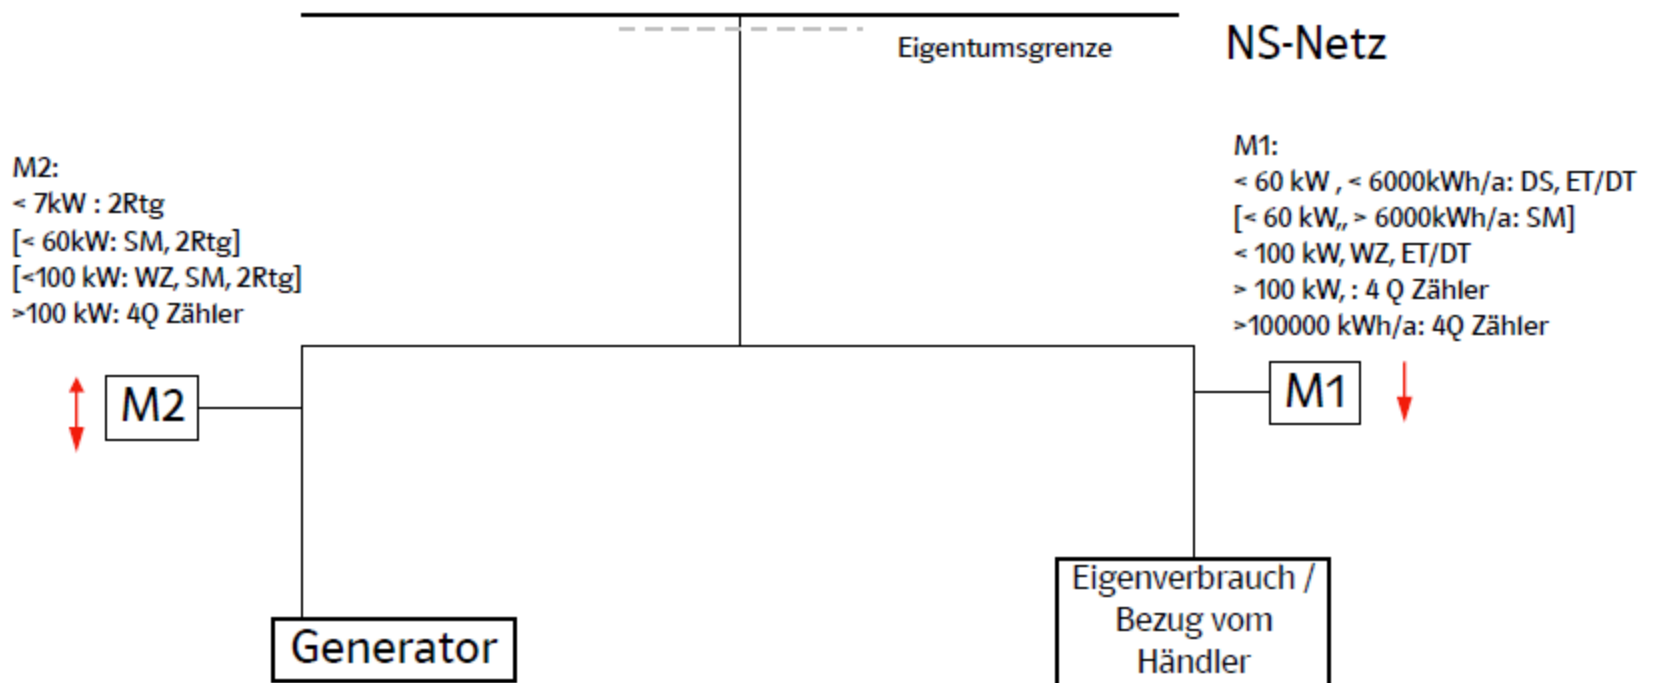 Eigentumsgrenze
NS-Netz
M2:
< 7kW : 2Rtg
[< 60kW: SM, 2Rtg]
[<100 kW: WZ, SM, 2Rtg]
>100 kW: 4Q Zähler
M1:
< 60 kW , < 6000kWh/a: DS, ET/DT
[< 60 kW,, > 6000kWh/a: SM]
< 100 kW, WZ, ET/DT
> 100 kW, : 4 Q Zähler
>100000 kWh/a: 4Q Zähler
M2
M1
Generator
Eigenverbrauch /
Bezug vom
Händler